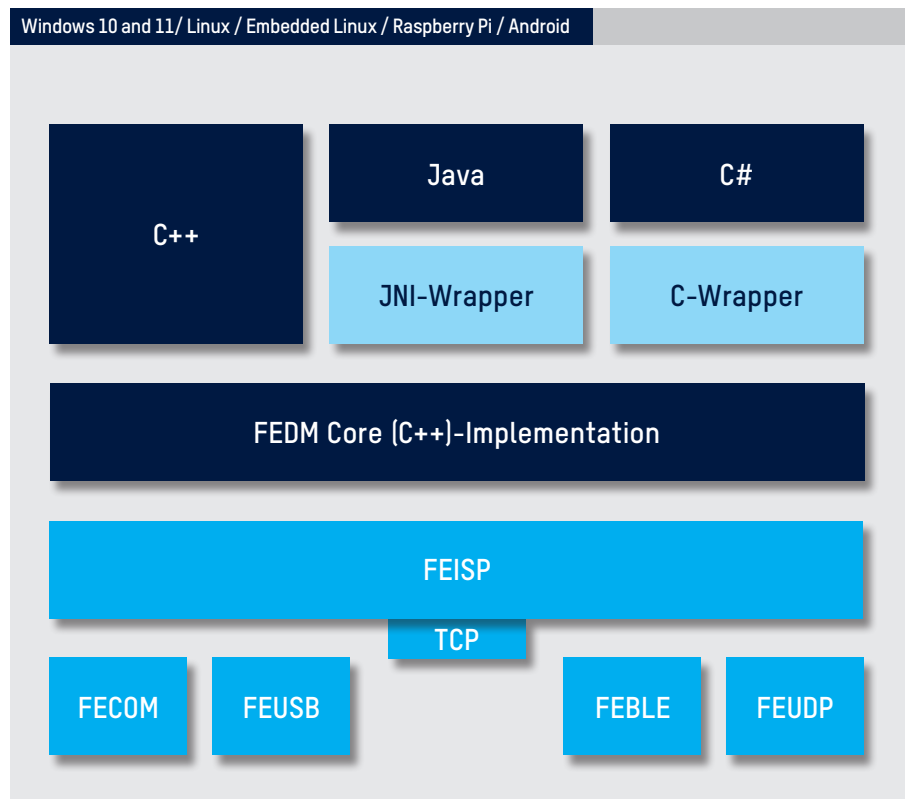 Windows 10 and 11/ Linux / Embedded Linux / Raspberry Pi / Android
C++
Java
C#
JNI-Wrapper
C-Wrapper
FEDM Core (C++)-Implementation
FEISP
TCP
FECOM
FEUSB
FEBLE
FEUDP